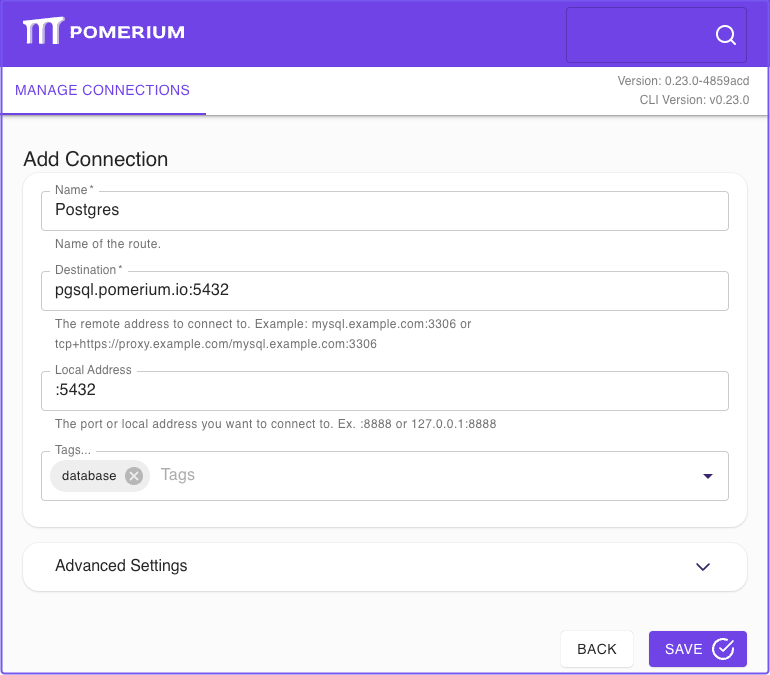 POMERIUM
MANAGE CONNECTIONS
Version: 0.23.0-4859acd
CLI Version: v0.23.0
Add Connection
Name*
Postgres
Name of the route.
Destination*
pgsql.pomerium.io:5432
The remote address to connect to. Example: mysql.example.com:3306 or
tcp+https://proxy.example.com/mysql.example.com:3306
Local Address
:5432
The port or local address you want to connect to. Ex. :8888 or 127.0.0.1:8888
Tags...
database Tags
Advanced Settings
BACK SAVE